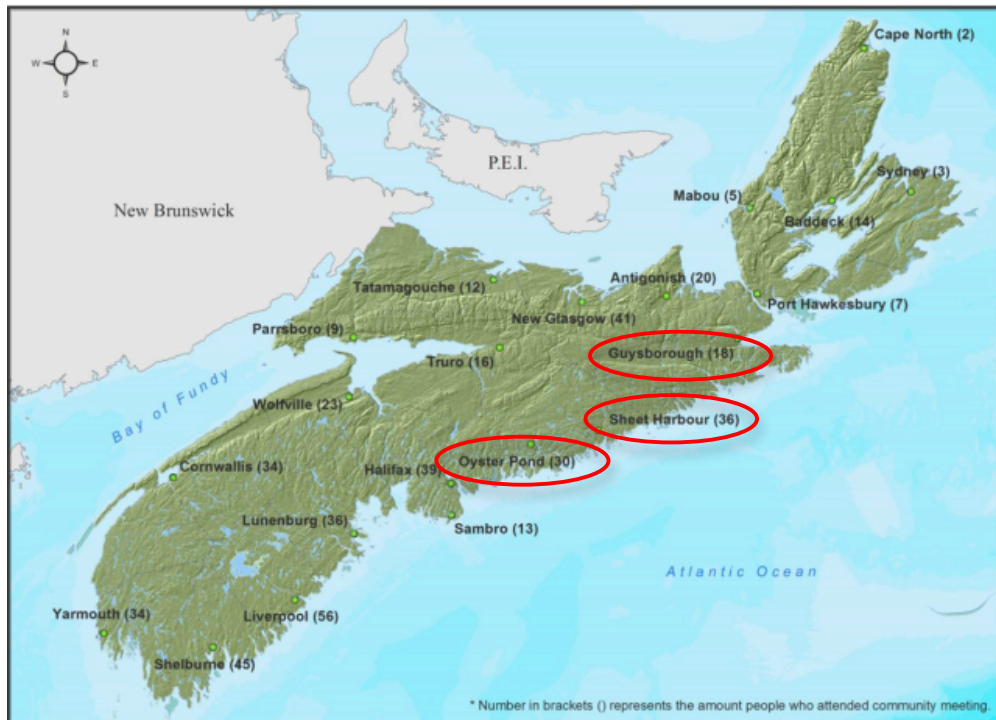 Cape North (2)
N
W E
S
P.E.I.
Sydney (3)
Mabou (5)
New Brunswick
Baddeck (14)
Antigonish (20)
Tatamagouche (12)
Port Hawkesbury (7)
New Glasgow (41)
Parrsboro (9)
Guysborough (18)
Truro (16)
Bay of Fundy
Wolfville (23)
Sheet Harbour (36)
Oyster Pond (30)
Cornwallis (34)
Halifax (39)
Lunenburg (36)
Sambro (13)
Atlantic Ocean
Yarmouth (34)
Liverpool (56)
Shelburne (45)
* Number in brackets () represents the amount people who attended community meeting.